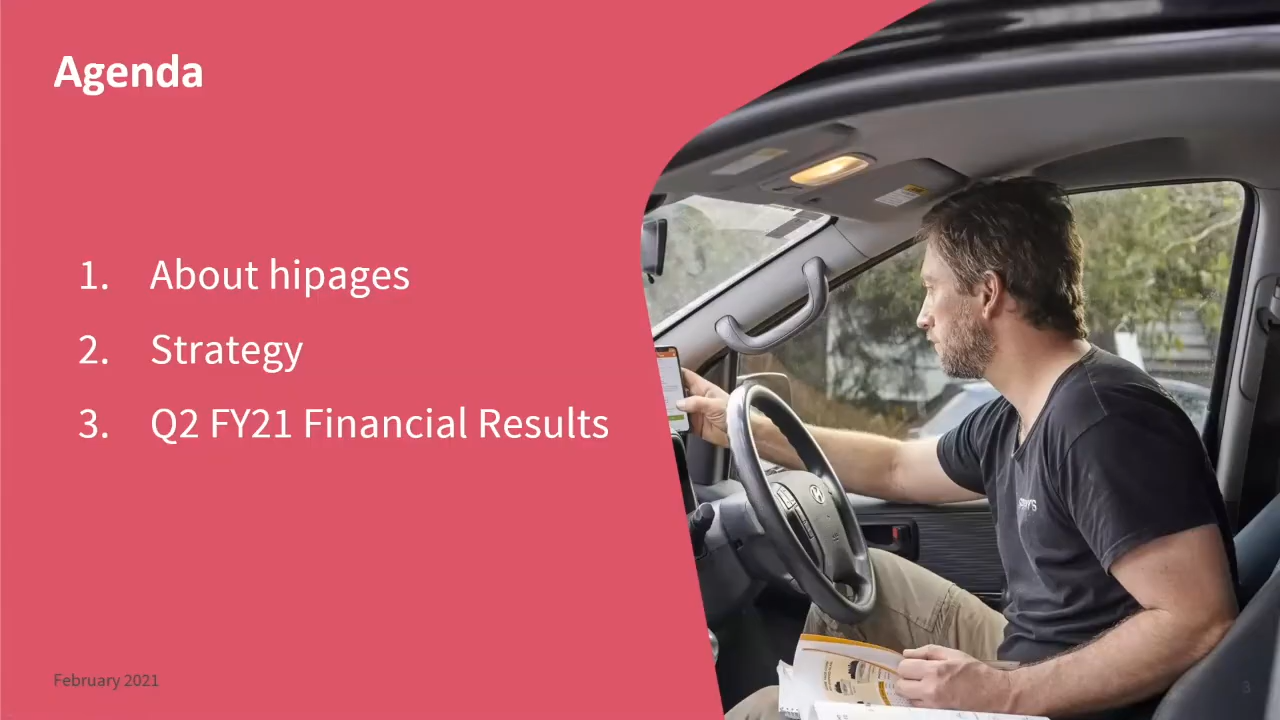 Agenda
1. About hipages
2. Strategy
3. Q2 FY21 Financial Results
February 2021
3